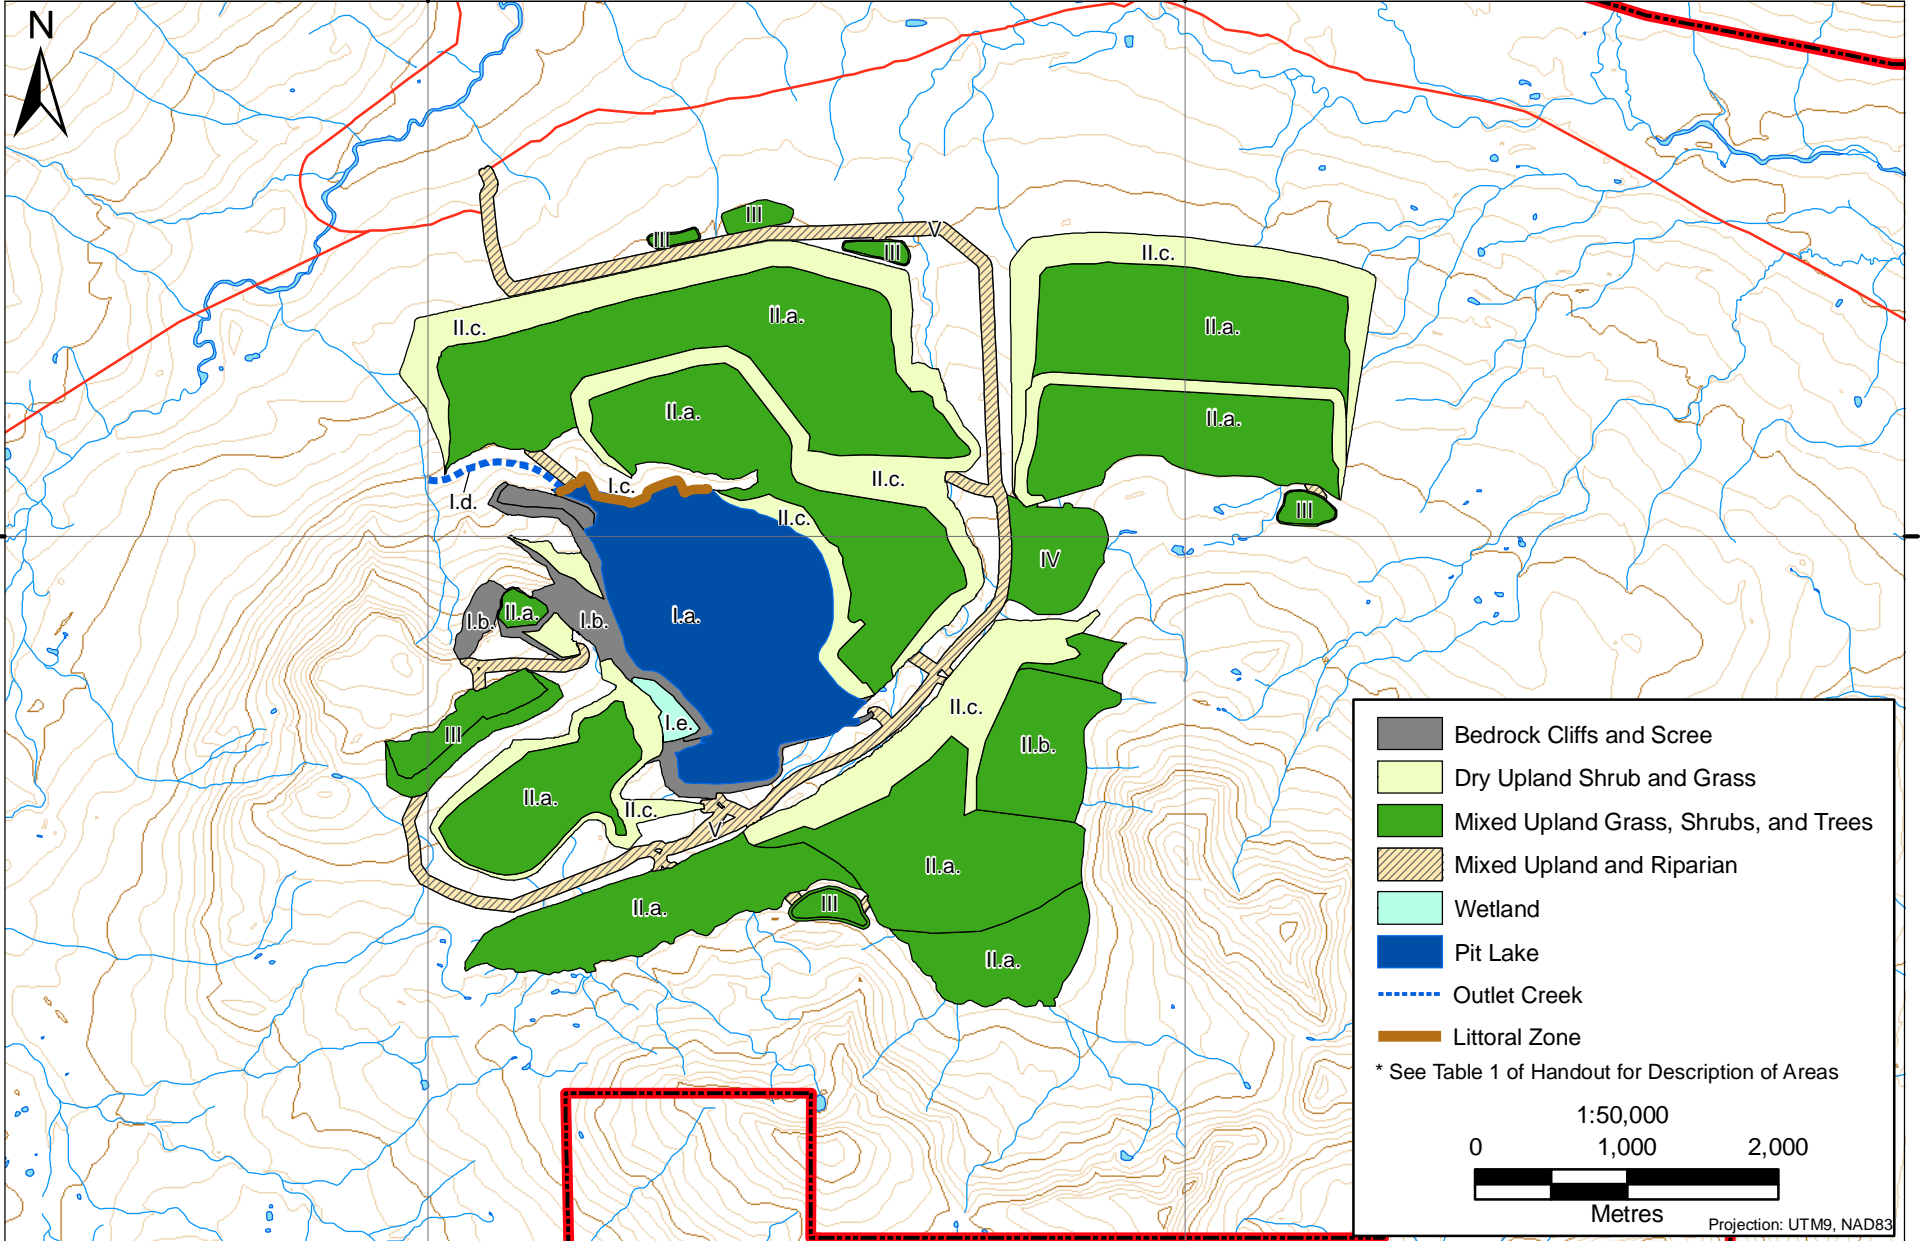 N
III
III
V
III
II.c.
II.a.
II.c.
II.a.
II.c.
II.a.
II.a.
II.c.
I.c.
I.d.
II.c.
III
IV
II.a.
I.b.
I.b.
I.a.
II.c.
I.e.
III
II.b.
II.a.
II.c.
V
II.a.
III
II.a.
II.a.
Bedrock Cliffs and Scree
Dry Upland Shrub and Grass
Mixed Upland Grass, Shrubs, and Trees
Mixed Upland and Riparian
Wetland
Pit Lake
Outlet Creek
Littoral Zone
* See Table 1 of Handout for Description of Areas
1:50,000
0 1,000 2,000
Metres
Projection: UTM9, NAD83